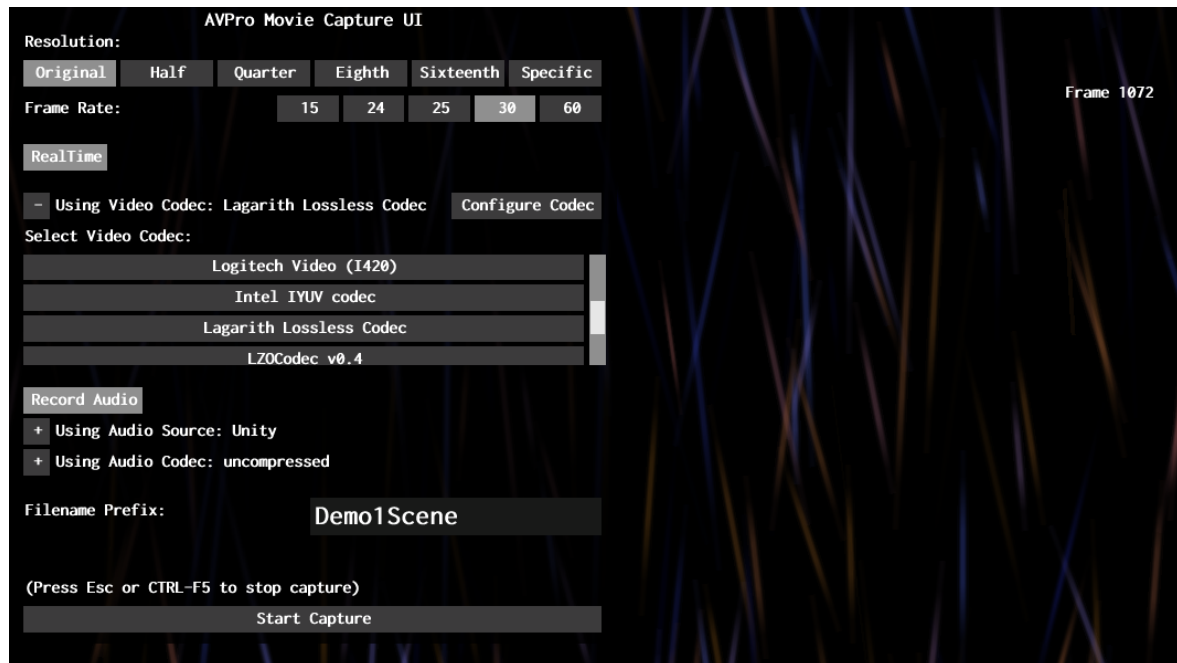 AVPro Movie Capture UI
Resolution:
Original Half Quarter Eighth Sixteenth Specific
Frame 1072
Frame Rate: 15 24 25 30 60
RealTime
- Using Video Codec: Lagarith Lossless Codec Configure Codec
Select Video Codec:
Logitech Video (I420)
Intel IYUV codec
Lagarith Lossless Codec
LZOCodec v0.4
Record Audio
+ Using Audio Source: Unity
+ Using Audio Codec: uncompressed
Filename Prefix: Demo1Scene
(Press Esc or CTRL-F5 to stop capture)
Start Capture